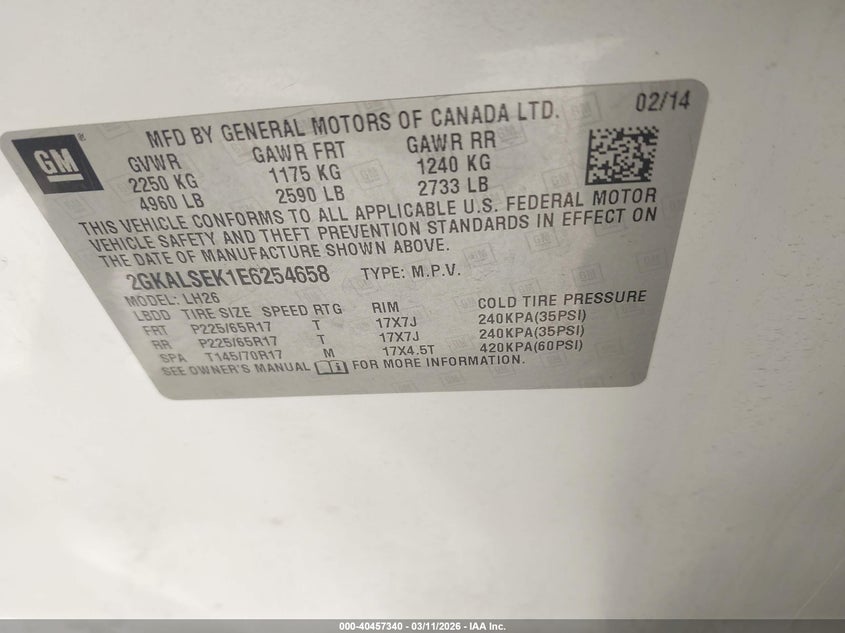 GM
MFD BY GENERAL MOTORS OF CANADA LTD. 02/14
GVWR GAWR FRT GAWR RR
2250 KG 1175 KG 1240 KG
4960 LB 2590 LB 2733 LB
THIS VEHICLE CONFORMS TO ALL APPLICABLE U.S. FEDERAL MOTOR
VEHICLE SAFETY AND THEFT PREVENTION STANDARDS IN EFFECT ON
THE DATE OF MANUFACTURE SHOWN ABOVE.
2GKALSEK1E6254658 TYPE: M.P.V.
MODEL: LH26
LBDD TIRE SIZE SPEED RTG RIM COLD TIRE PRESSURE
FRT P225/65R17 T 17X7J 240KPA(35PSI)
RR P225/65R17 T 17X7J 240KPA(35PSI)
SPA T145/70R17 M 17X4.5T 420KPA(60PSI)
SEE OWNER'S MANUAL FOR MORE INFORMATION.
000-40457340 - 03/11/2026 - IAA Inc.